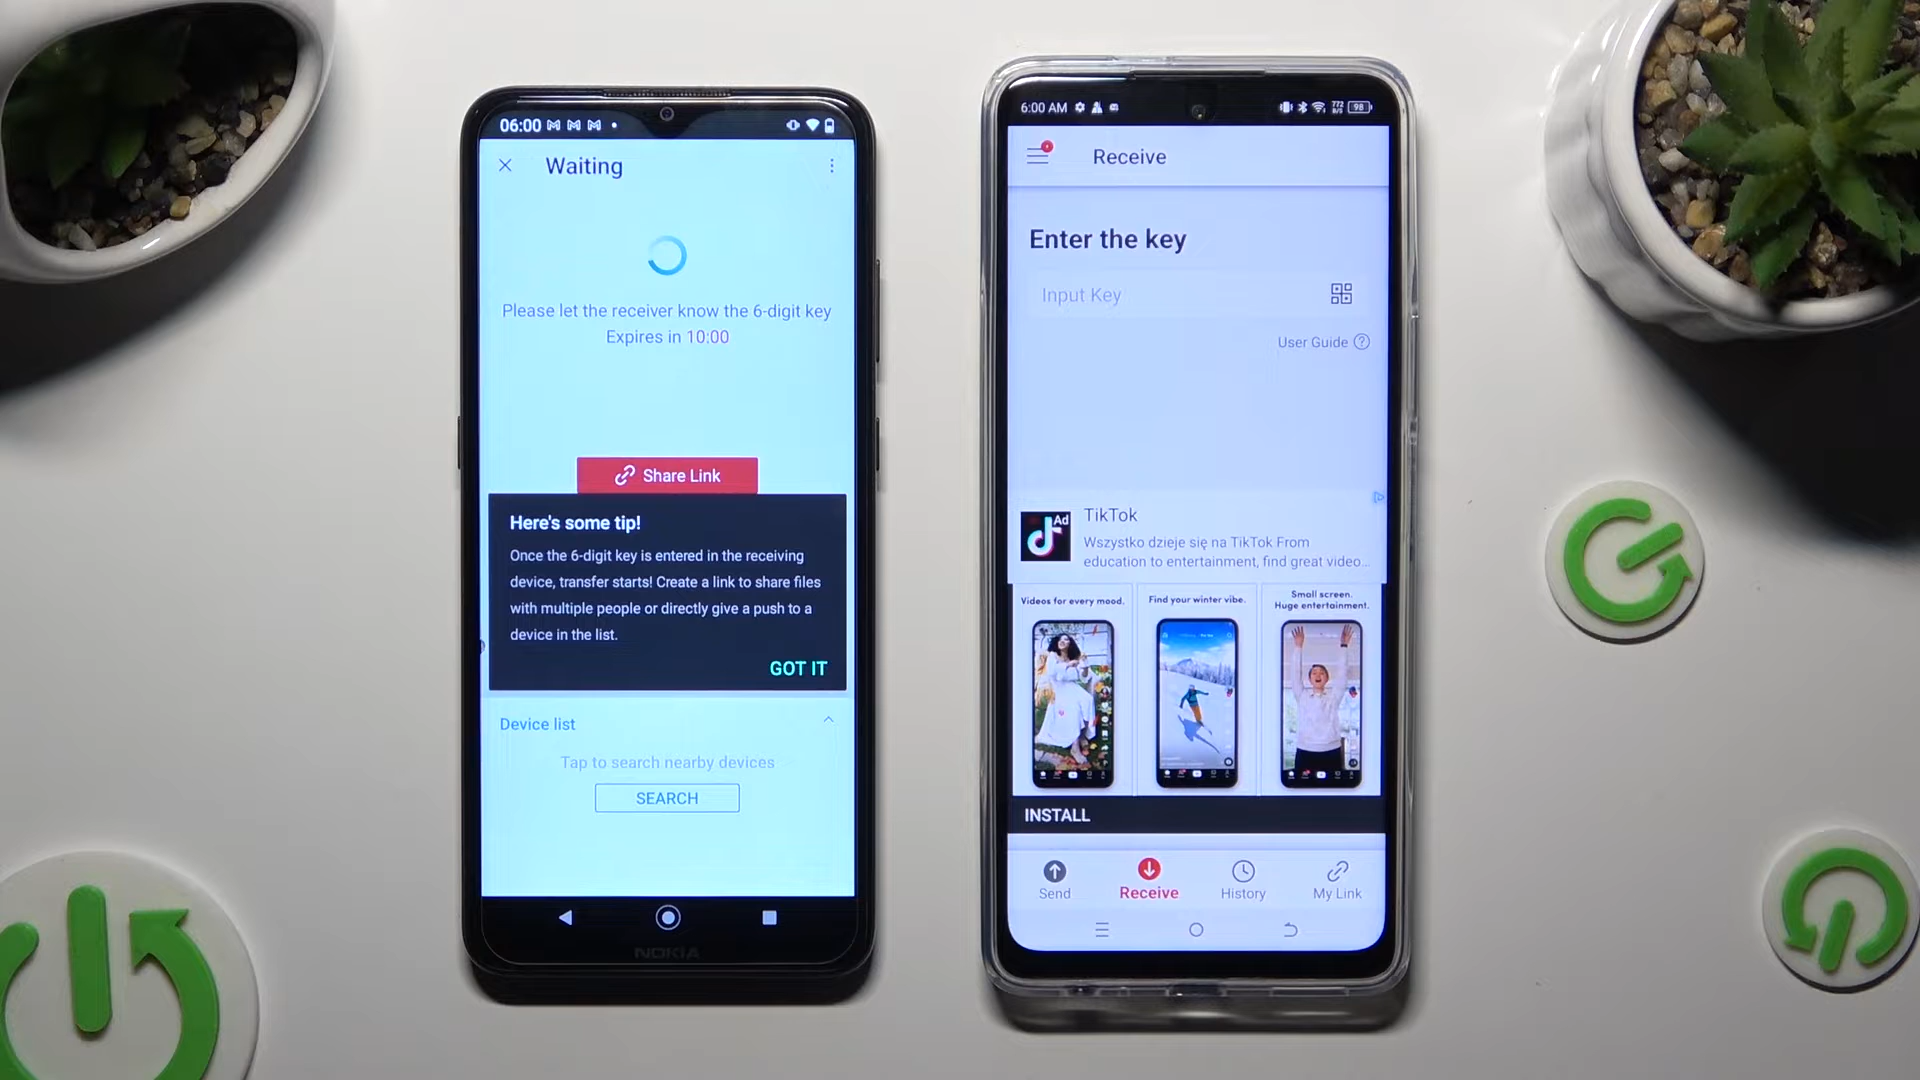 06:00
Waiting
Please let the receiver know the 6-digit key
Expires in 10:00
Share Link
Here's some tip!
Once the 6-digit key is entered in the receiving
device, transfer starts! Create a link to share files
with multiple people or directly give a push to a
device in the list.
GOT IT
Device list
Tap to search nearby devices
SEARCH
NOKIA
6:00 AM
772
B/S
98
Receive
Enter the key
Input Key
User Guide
Ad
TikTok
Wszystko dzieje się na TikTok From
education to entertainment, find great video...
Videos for every mood.
Find your winter vibe.
Small screen.
Huge entertainment.
INSTALL
Send
Receive
History
My Link